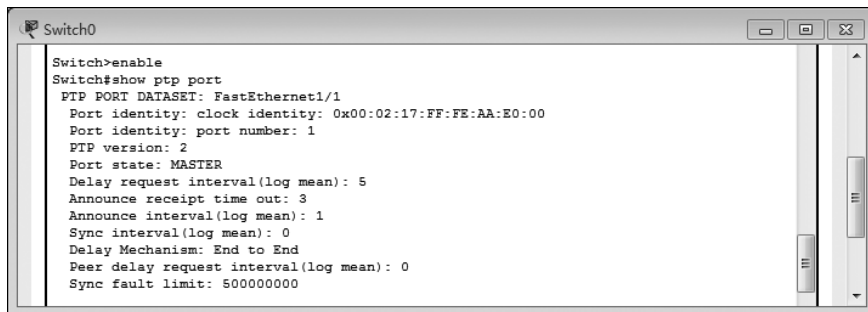 Switch0
Switch>enable
Switch#show ptp port
PTP PORT DATASET: FastEthernet1/1
Port identity: clock identity: 0x00:02:17:FF:FE:AA:E0:00
Port identity: port number: 1
PTP version: 2
Port state: MASTER
Delay request interval(log mean): 5
Announce receipt time out: 3
Announce interval(log mean): 1
Sync interval(log mean): 0
Delay Mechanism: End to End
Peer delay request interval(log mean): 0
Sync fault limit: 500000000